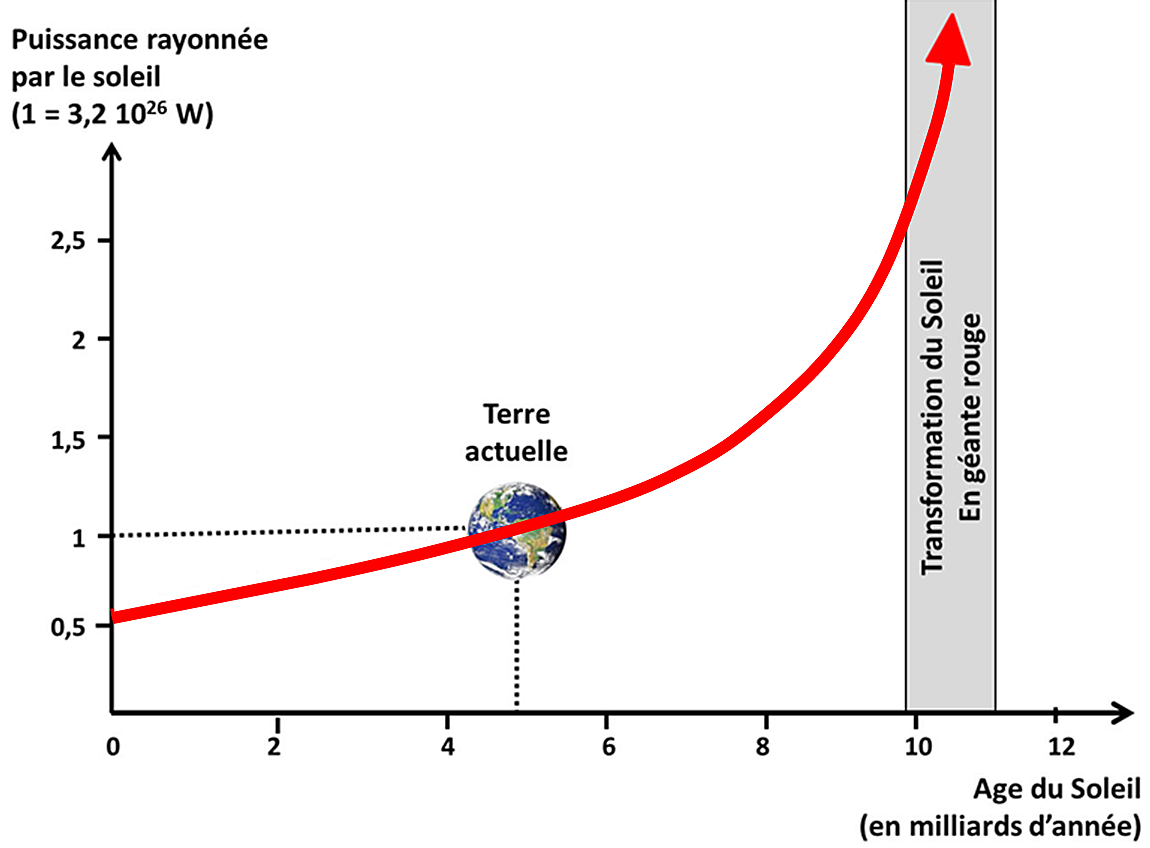 Puissance rayonnée
par le soleil
(1 = 3,2 10²⁶ W)
2,5
2
1,5
1
0,5
Terre
actuelle
Transformation du Soleil
En géante rouge
0
2
4
6
8
10
12
Age du Soleil
(en milliards d’année)